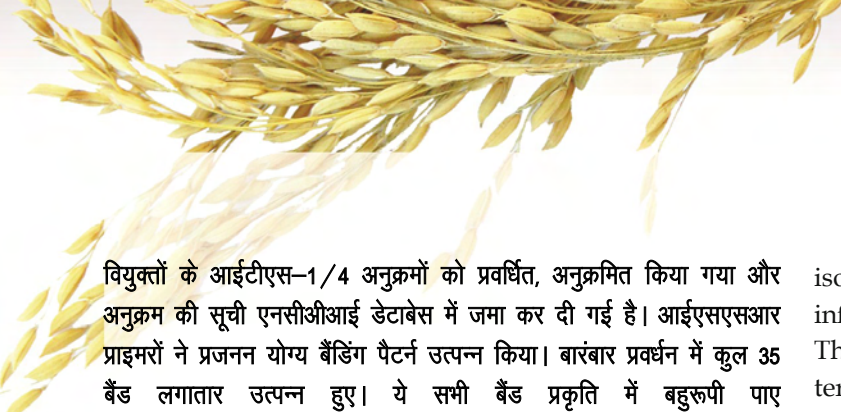 वियुक्तों के आईटीएस–1/4 अनुक्रमों को प्रवर्धित, अनुक्रमित किया गया और
अनुक्रम की सूची एनसीओीआई डेटाबेस में जमा कर दी गई है। आईएसएसआर
प्राइमरों ने प्रजनन योग्य बैंडिंग पैटर्न उत्पन्न किया। बारंबार प्रवर्धन में कुल 35
बैंड लगातार उत्पन्न हुए। ये सभी बैंड प्रकृति में बहुरूपी पाए
Th